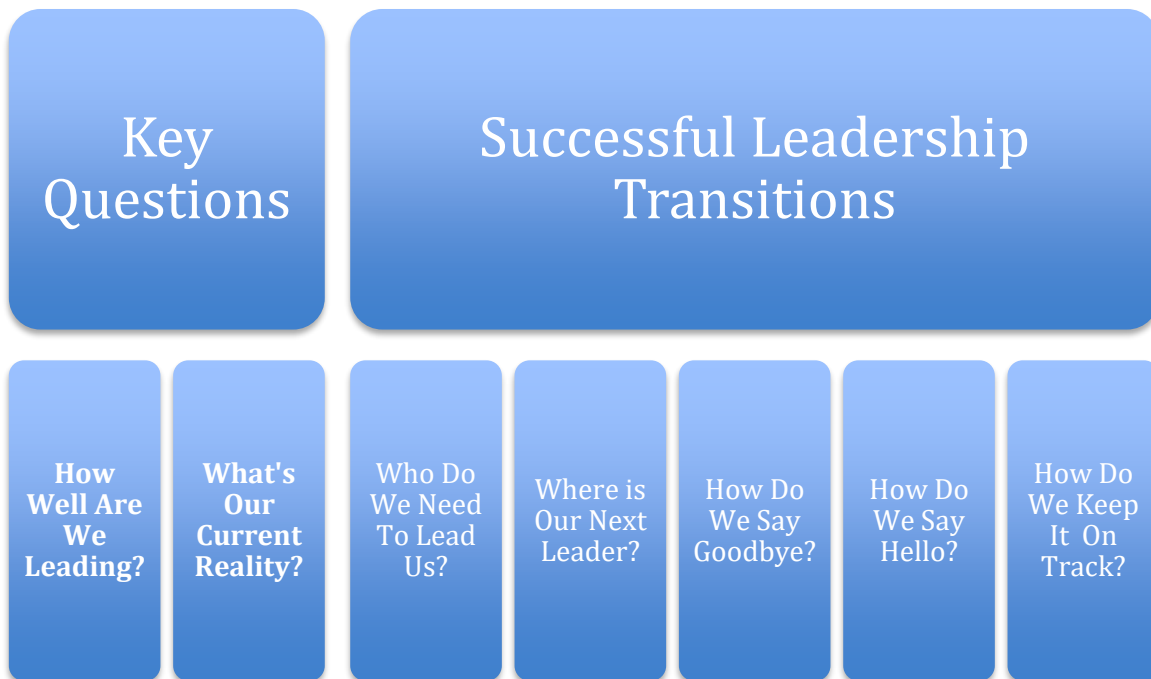 Key
Questions
Successful Leadership
Transitions
How
Well Are
We
Leading?
What's
Our
Current
Reality?
Who Do
We Need
To Lead
Us?
Where is
Our Next
Leader?
How Do
We Say
Goodbye?
How Do
We Say
Hello?
How Do
We Keep
It  On
Track?